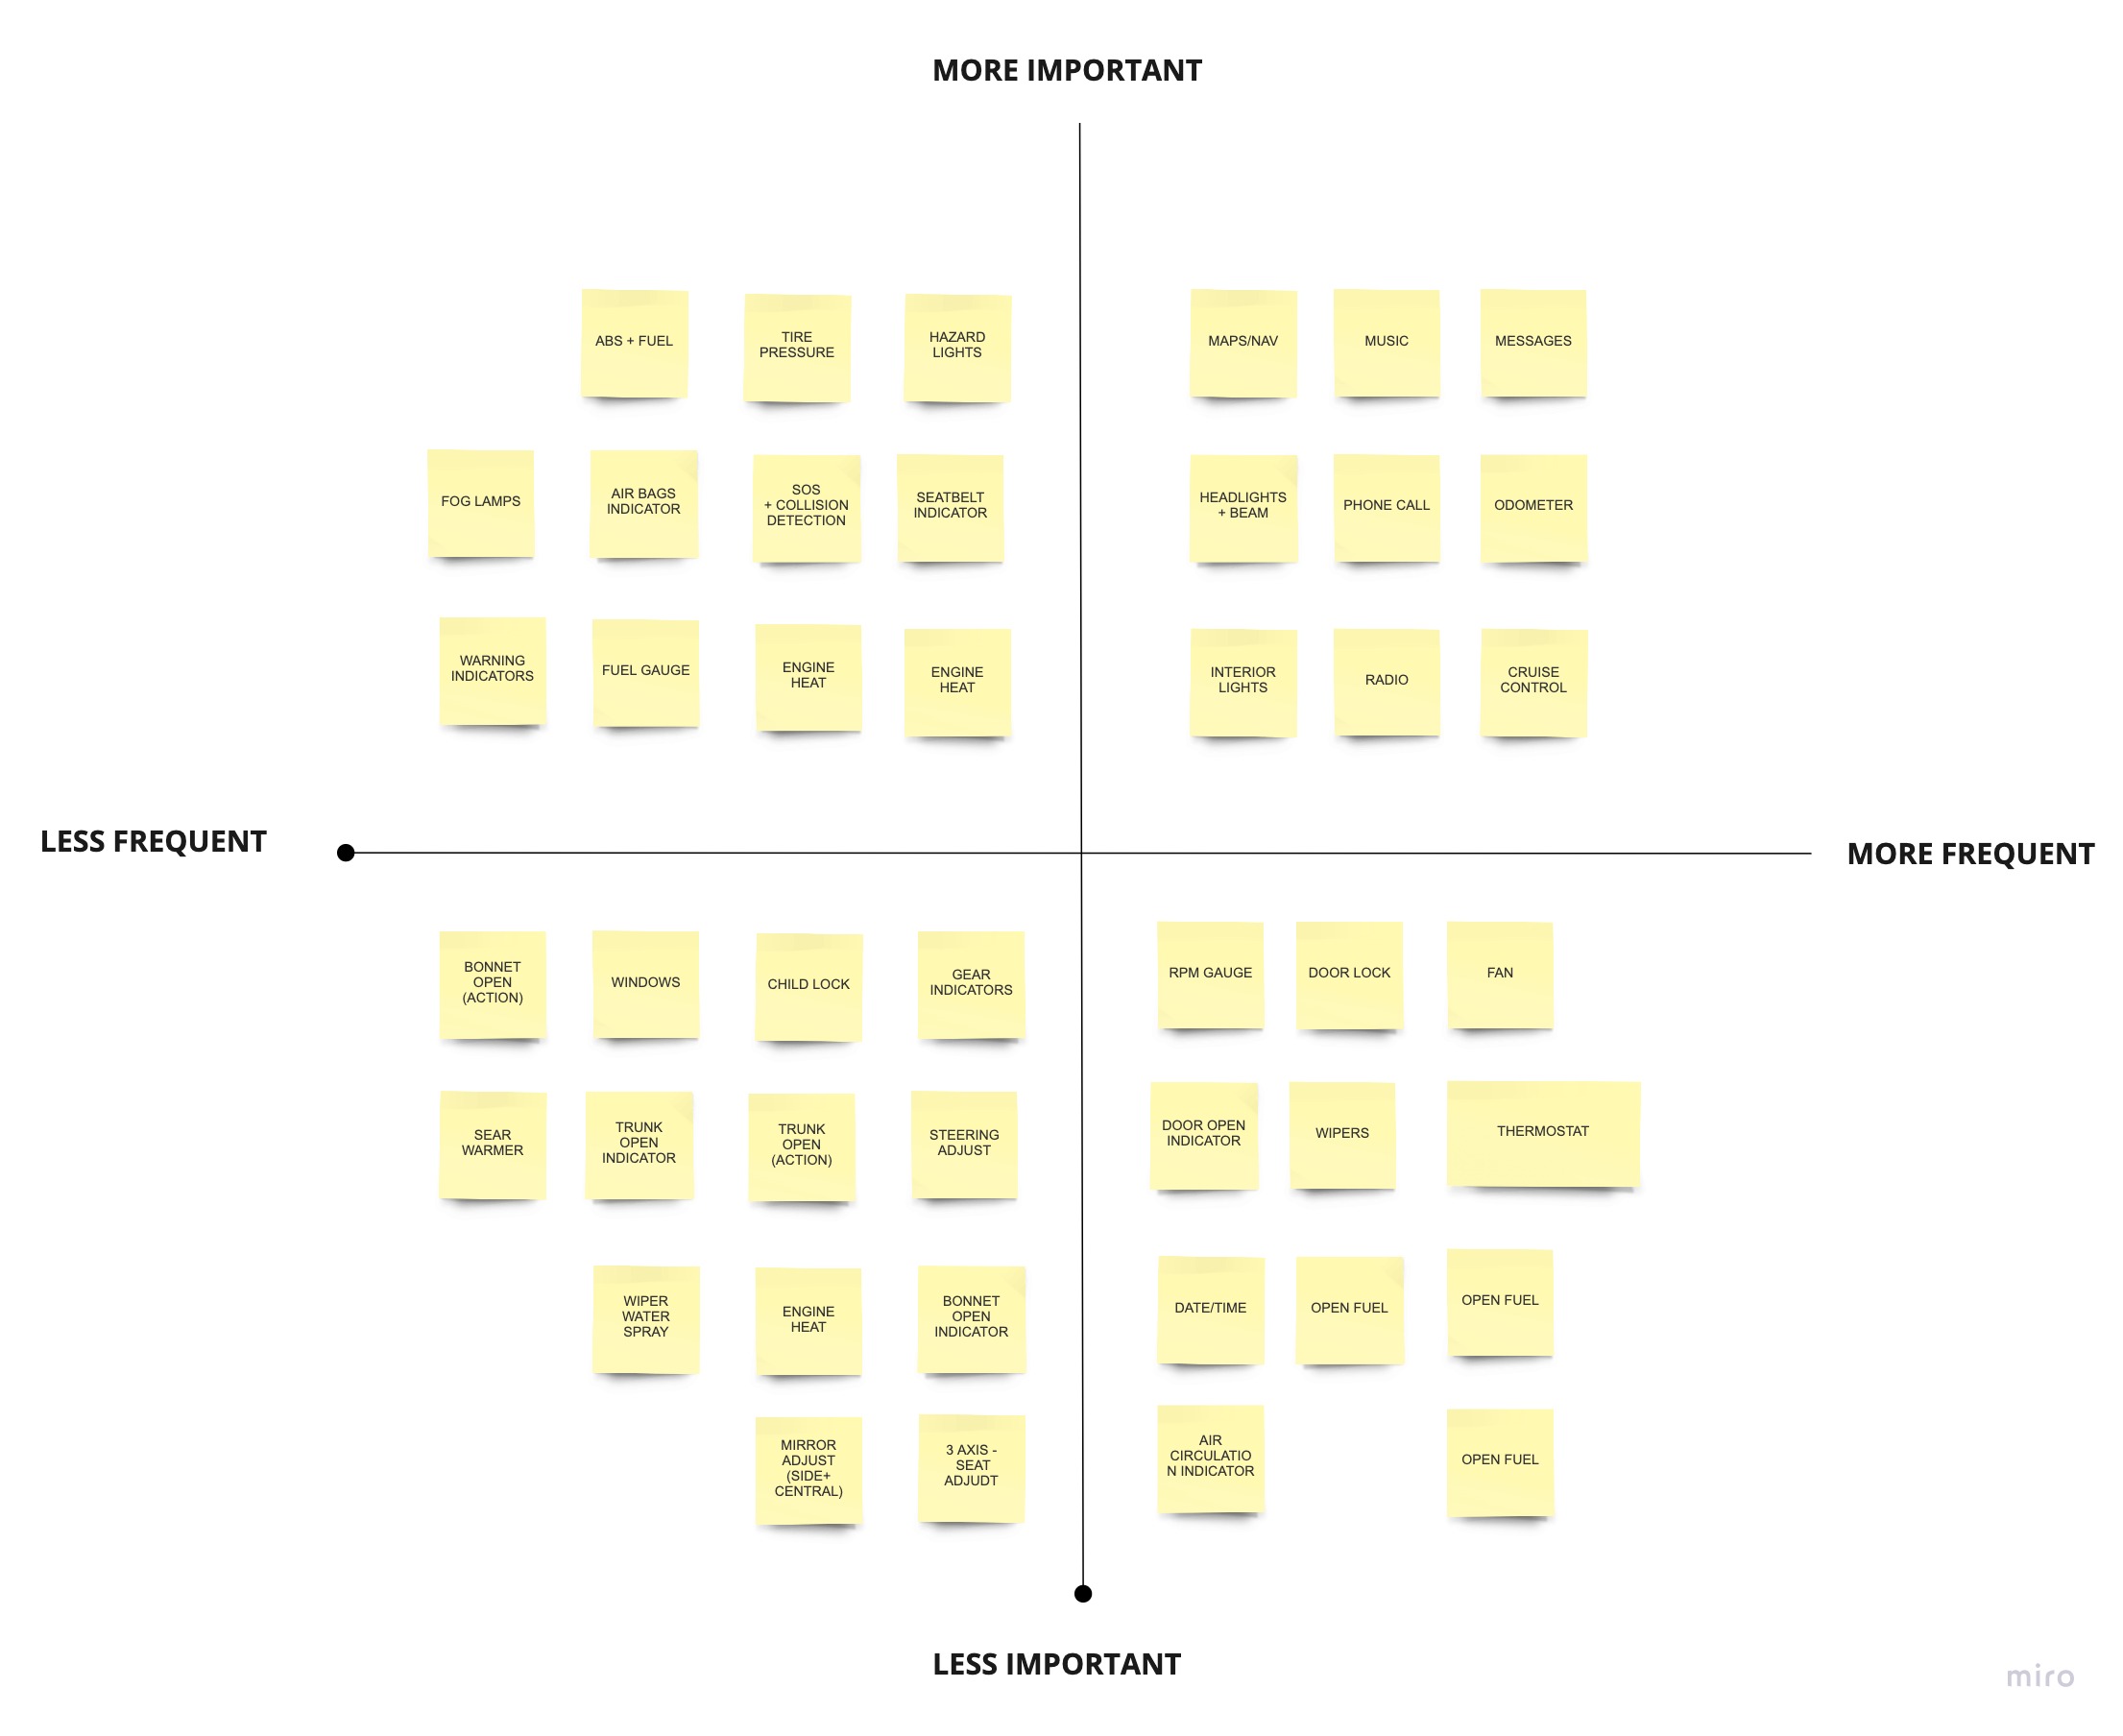 MORE IMPORTANT
ABS + FUEL
TIRE
PRESSURE
HAZARD
LIGHTS
MAPS/NAV
MUSIC
MESSAGES
FOG LAMPS
AIR BAGS
INDICATOR
SOS
+ COLLISION
DETECTION
SEATBELT
INDICATOR
HEADLIGHTS
+ BEAM
PHONE CALL
ODOMETER
WARNING
INDICATORS
FUEL GAUGE
ENGINE
HEAT
ENGINE
HEAT
INTERIOR
LIGHTS
RADIO
CRUISE
CONTROL
LESS FREQUENT
MORE FREQUENT
BONNET
OPEN
(ACTION)
WINDOWS
CHILD LOCK
GEAR
INDICATORS
RPM GAUGE
DOOR LOCK
FAN
SEAR
WARMER
TRUNK
OPEN
INDICATOR
TRUNK
OPEN
(ACTION)
STEERING
ADJUST
DOOR OPEN
INDICATOR
WIPERS
THERMOSTAT
WIPER
WATER
SPRAY
ENGINE
HEAT
BONNET
OPEN
INDICATOR
DATE/TIME
OPEN FUEL
OPEN FUEL
MIRROR
ADJUST
(SIDE+
CENTRAL)
3 AXIS -
SEAT
ADJUDT
AIR
CIRCULATIO
N INDICATOR
OPEN FUEL
LESS IMPORTANT
miro